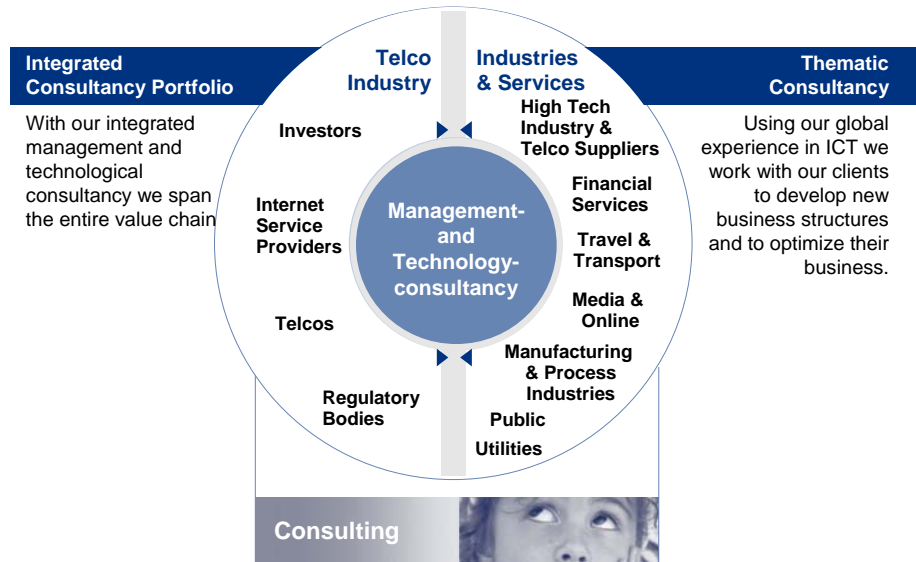 Integrated
Consultancy Portfolio
With our integrated
management and
technological
consultancy we span
the entire value chain
Telco
Industry
Investors
Internet
Service
Providers
Telcos
Regulatory
Bodies
Management-
and
Technology-
consultancy
Industries
& Services
High Tech
Industry &
Telco Suppliers
Financial
Services
Travel &
Transport
Media &
Online
Manufacturing
& Process
Industries
Public
Utilities
Thematic
Consultancy
Using our global
experience in ICT we
work with our clients
to develop new
business structures
and to optimize their
business.
Consulting